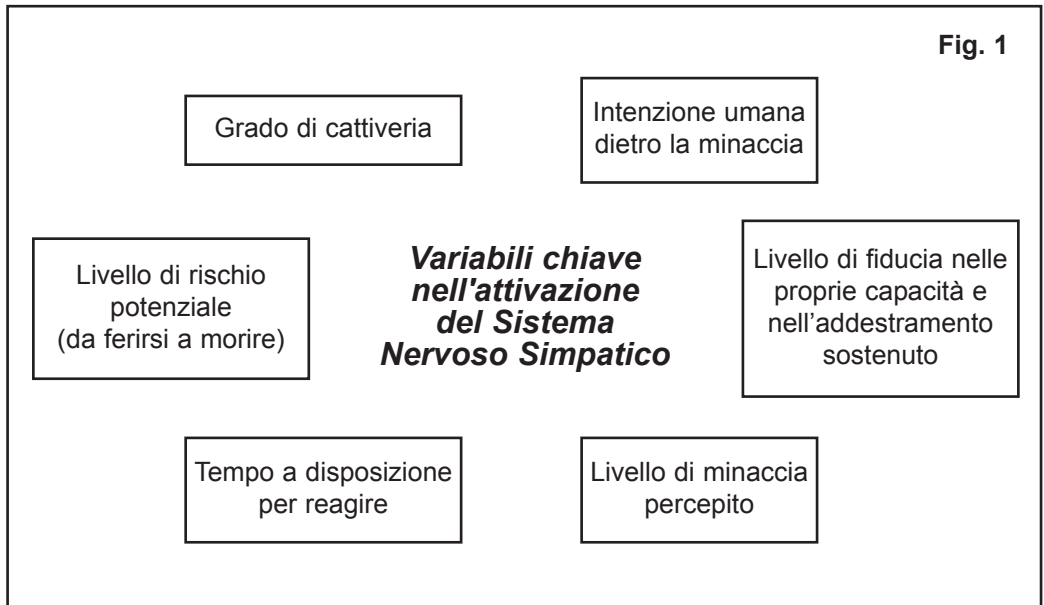 Fig. 1
Grado di cattiveria
Intenzione umana
dietro la minaccia
Livello di rischio
potenziale
(da ferirsi a morire)
Variabili chiave
nell'attivazione
del Sistema
Nervoso Simpatico
Livello di fiducia nelle
proprie capacità e
nell’addestramento
sostenuto
Tempo a disposizione
per reagire
Livello di minaccia
percepito